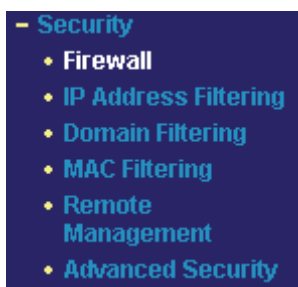 - Security
• Firewall
• IP Address Filtering
• Domain Filtering
• MAC Filtering
• Remote
Management
• Advanced Security